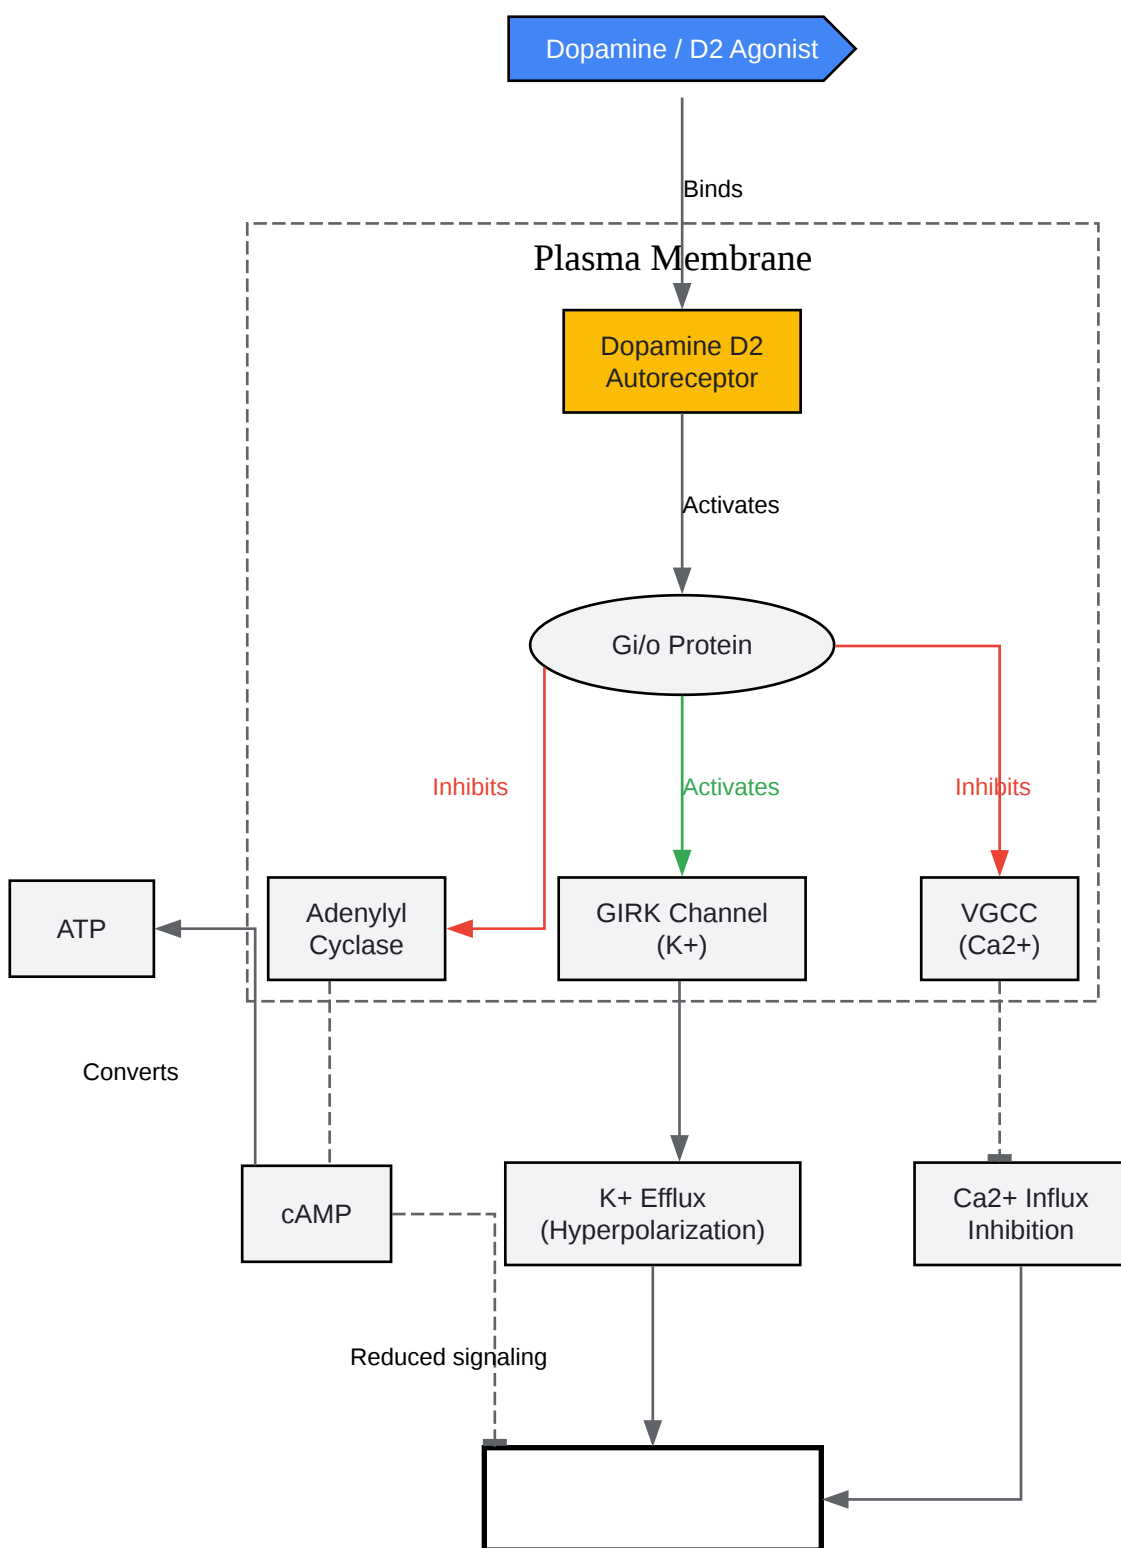 Dopamine / D2 Agonist
Binds
Plasma Membrane
Dopamine D2
Autoreceptor
Activates
Gi/o Protein
Inhibits
Activates
Inhibits
ATP
Adenylyl
Cyclase
GIRK Channel
(K+)
VGCC
(Ca2+)
Converts
cAMP
K+ Efflux
(Hyperpolarization)
Ca2+ Influx
Inhibition
Reduced signaling